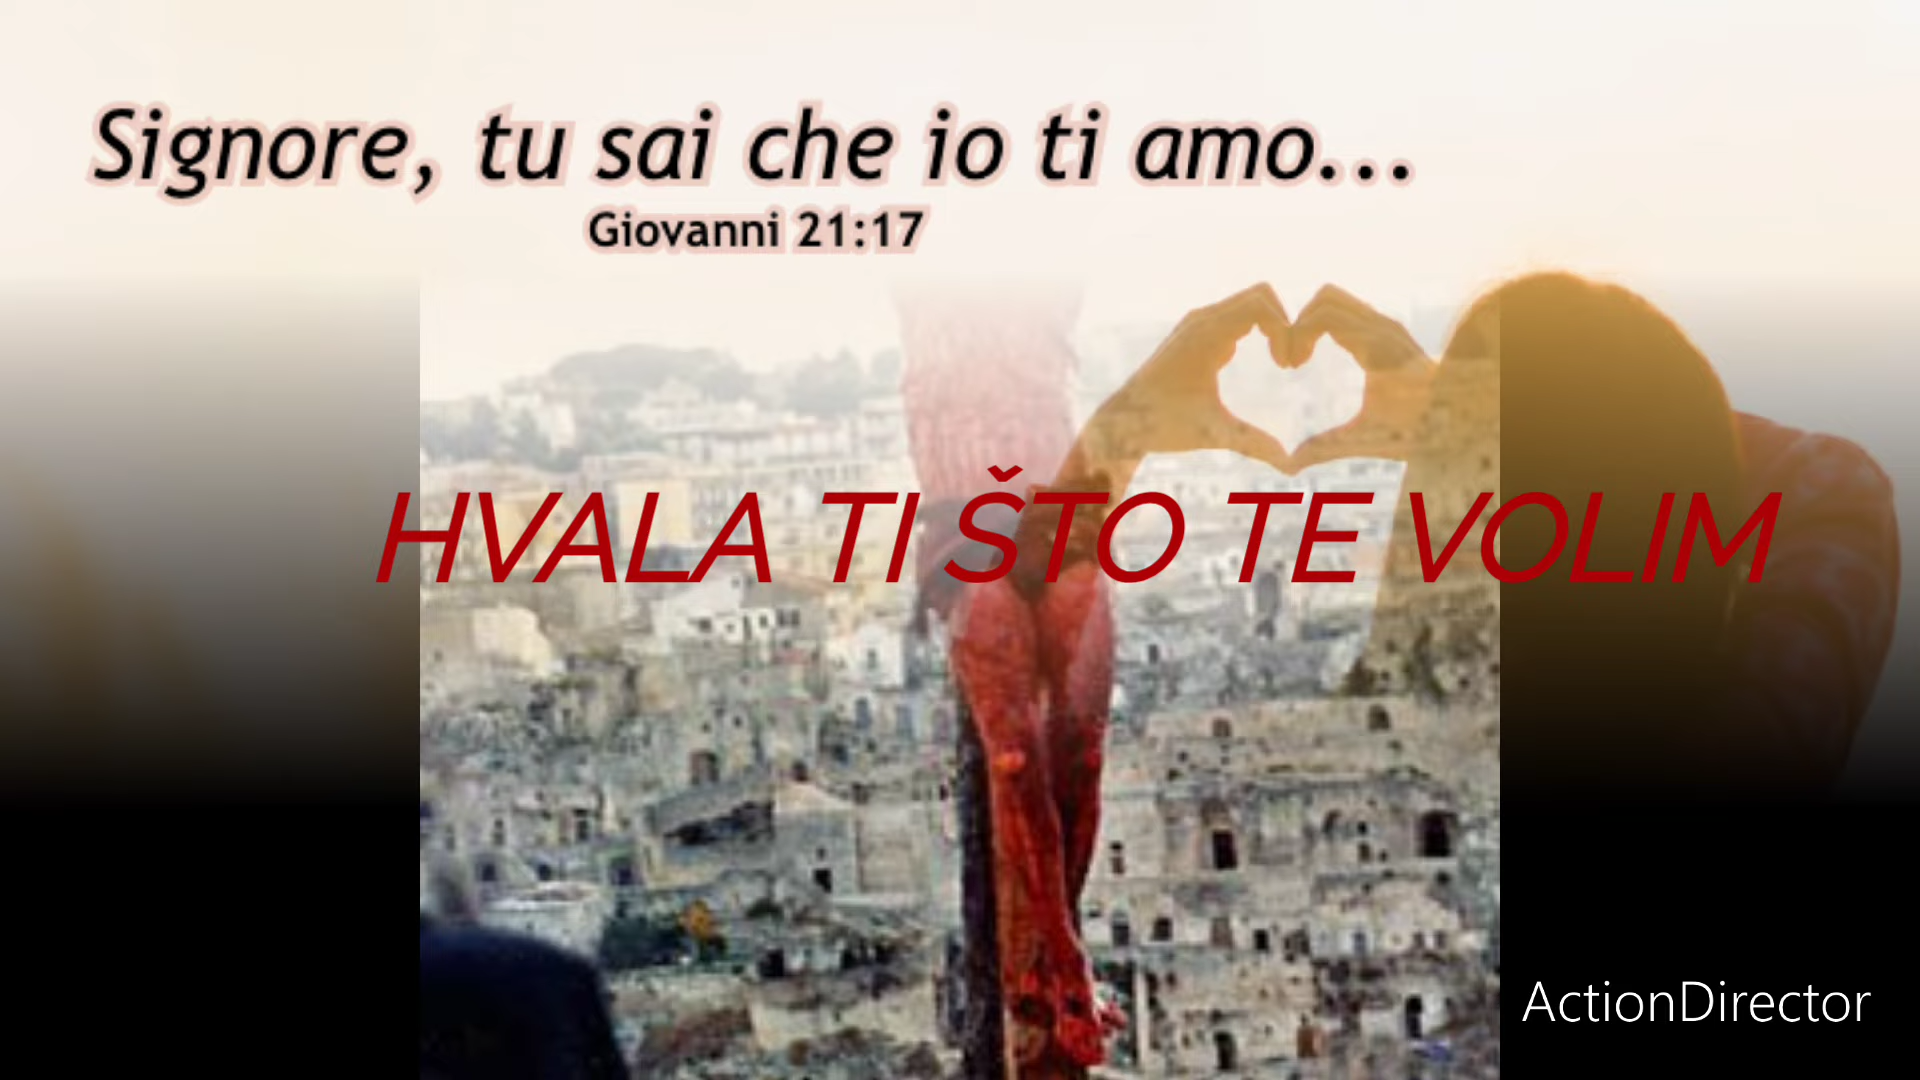 Signore, tu sai che io ti amo...
Giovanni 21:17
HVALA TI ŠTO TE VOLIM
ActionDirector